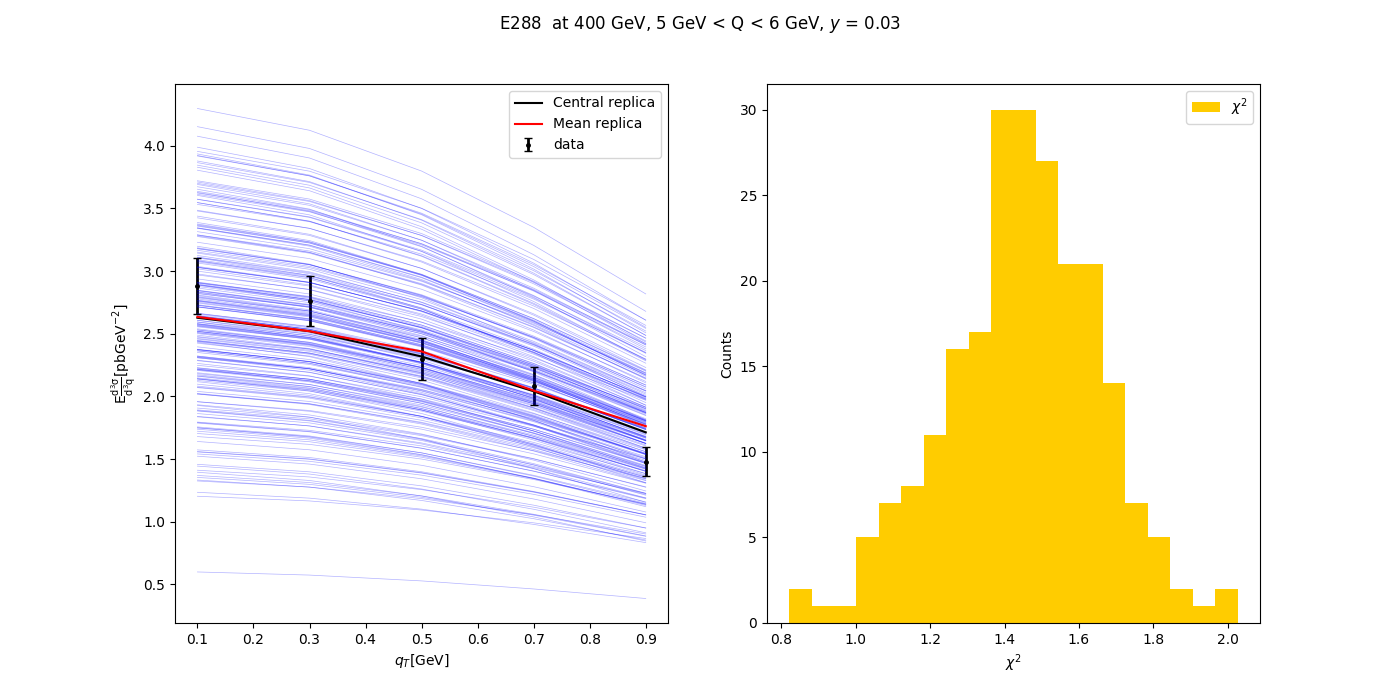 E288 at 400 GeV, 5 GeV < Q < 6 GeV, y = 0.03
Central replica
Mean replica
data
4.0
3.5
3.0
2.5
2.0
1.5
1.0
0.5
E d³σ/d³q [pbGeV⁻²]
0.1 0.2 0.3 0.4 0.5 0.6 0.7 0.8 0.9
q_T[GeV]
χ²
30
25
20
15
10
5
0
Counts
0.8 1.0 1.2 1.4 1.6 1.8 2.0
χ²